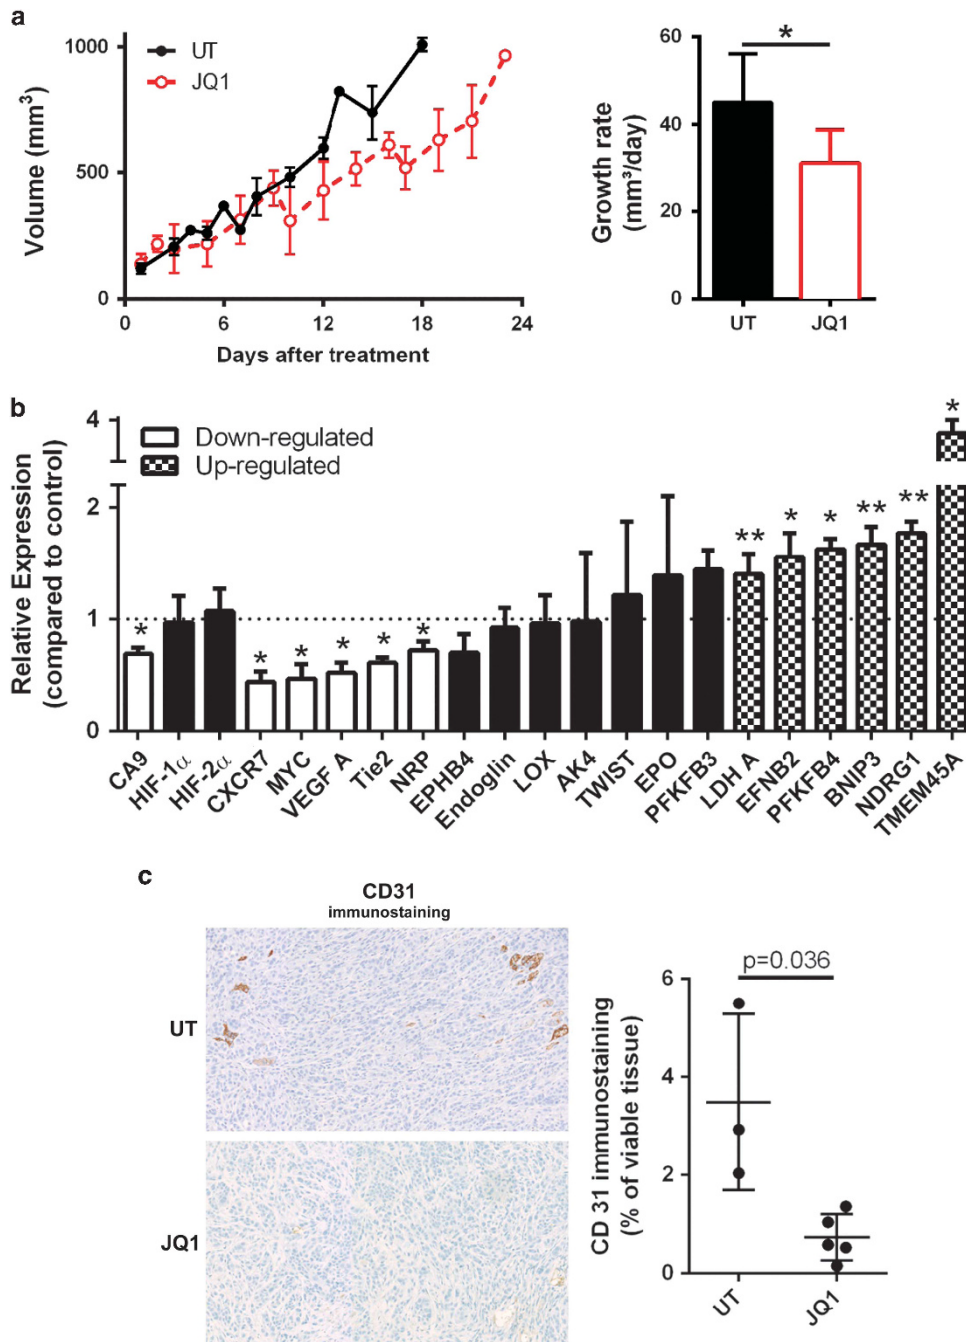 a
1000
500
0
Volume (mm³)
UT
JQ1
0 6 12 18 24
Days after treatment
60
40
20
0
Growth rate
(mm³/day)
*
UT JQ1
b
4
2
1
0
Relative Expression
(compared to control)
Down-regulated
Up-regulated
* * * * * * ** * * ** ** *
CA9
HIF-1α
HIF-2α
CXCR7
MYC
VEGF A
Tie2
NRP
EPHB4
Endoglin
LOX
AK4
TWIST
EPO
PFKFB3
LDH A
EFNB2
PFKFB4
BNIP3
NDRG1
TMEM45A
c
CD31
immunostaining
UT
JQ1
p=0.036
6
4
2
0
CD 31 immunostaining
(% of viable tissue)
UT
JQ1